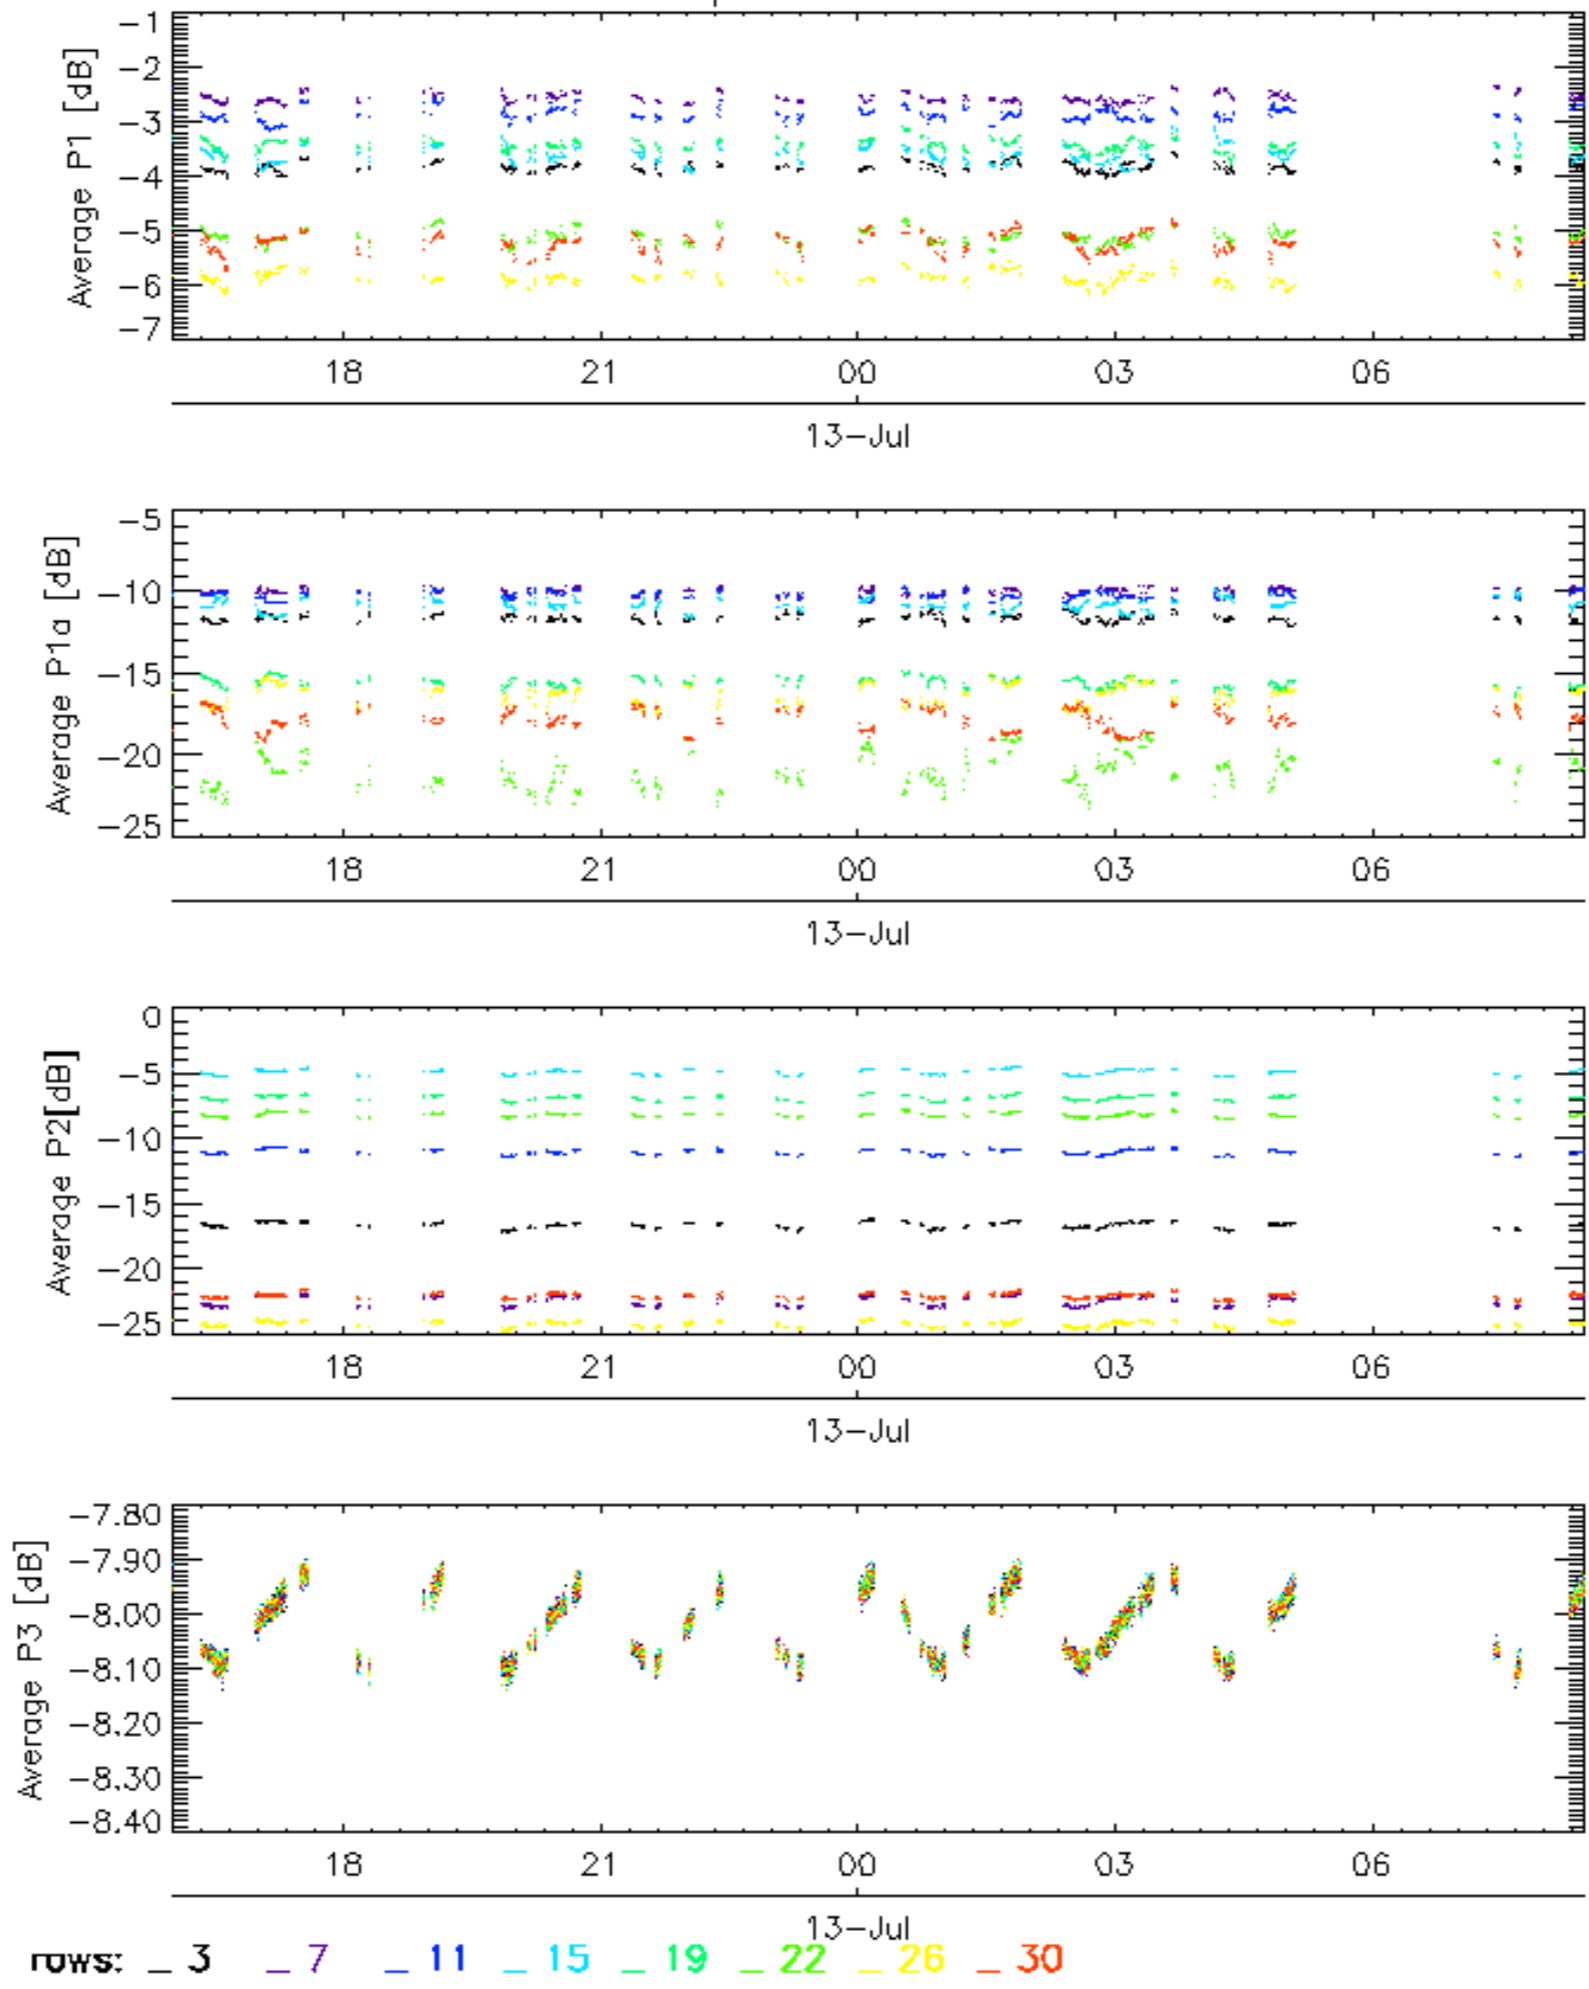 -1
-2
-3
-4
-5
-6
-7
Average P1 [dB]
18 21 00 03 06
13-Jul
-5
-10
-15
-20
-25
Average P1a [dB]
18 21 00 03 06
13-Jul
0
-5
-10
-15
-20
-25
Average P2[dB]
18 21 00 03 06
13-Jul
-7.80
-7.90
-8.00
-8.10
-8.20
-8.30
-8.40
Average P3 [dB]
18 21 00 03 06
13-Jul
rows: _ 3 _ 7 _ 11 _ 15 _ 19 _ 22 _ 26 _ 30